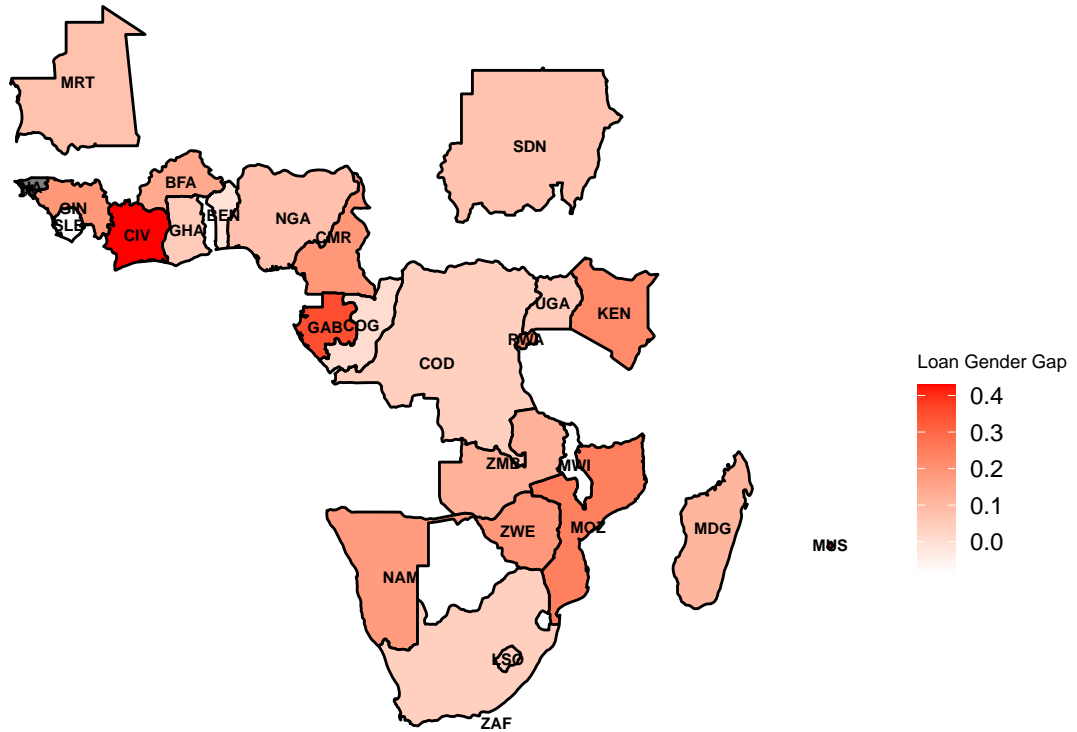 MRT
SDN
BFA
GIN
BEN
NGA
SLE
CIV
GHA
CMR
UGA
KEN
GAB
COG
RWA
COD
Loan Gender Gap
0.4
0.3
0.2
0.1
0.0
ZMB
MWI
MOZ
ZWE
MDG
MUS
NAM
LSO
ZAF